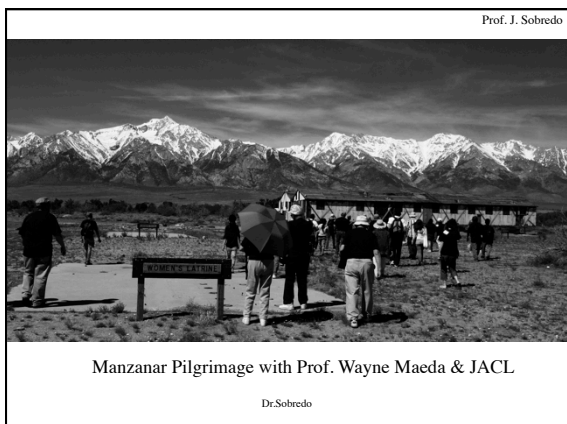 Prof. J. Sobredo
WOMEN'S LATRINE
Manzanar Pilgrimage with Prof. Wayne Maeda & JACL
Dr.Sobredo